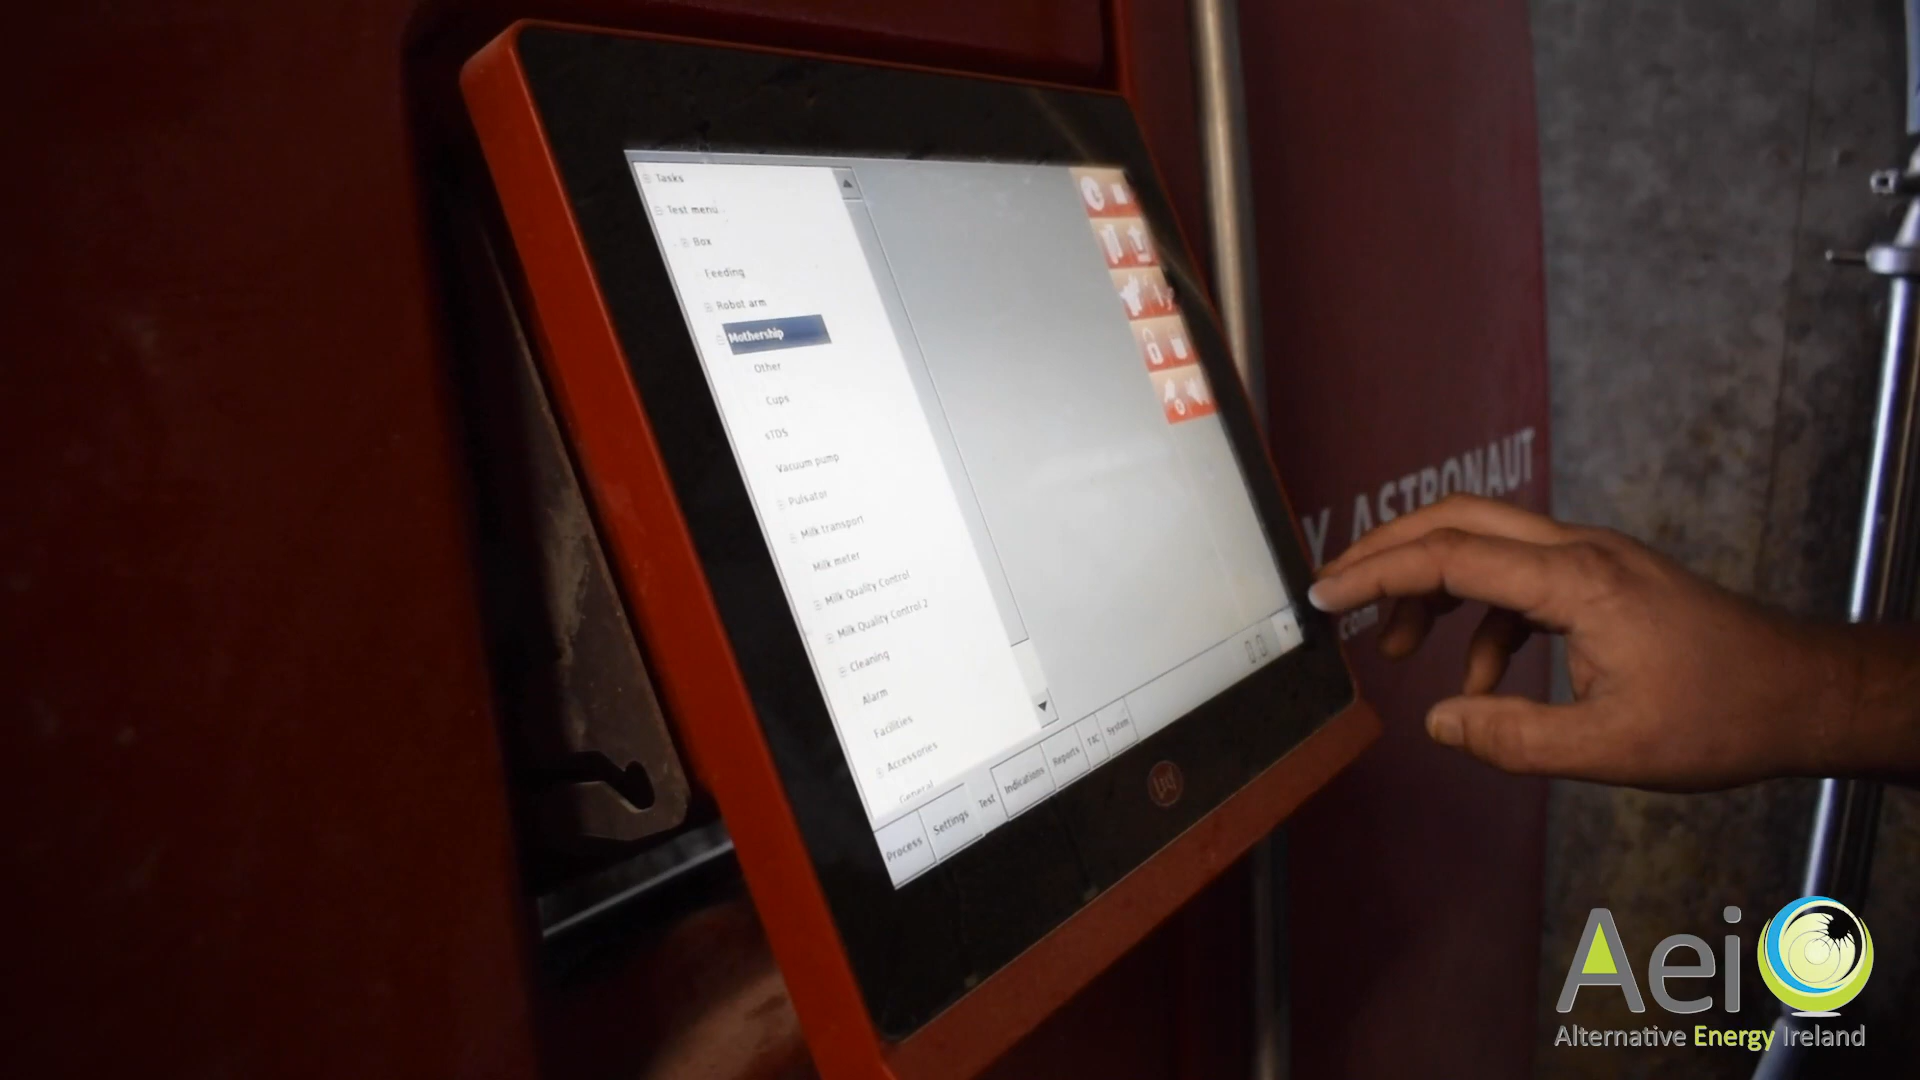 Tasks
Test menu
Box
Feeding
Robot arm
Mothership
Other
Cups
sTDS
Vacuum pump
Pulsator
Milk transport
Milk meter
Milk Quality Control
Milk Quality Control 2
Cleaning
Alarm
Facilities
Accessories
General
Process Settings Test Indications Reports T4C System
Y ASTRONAUT
.com
Aei
Alternative Energy Ireland